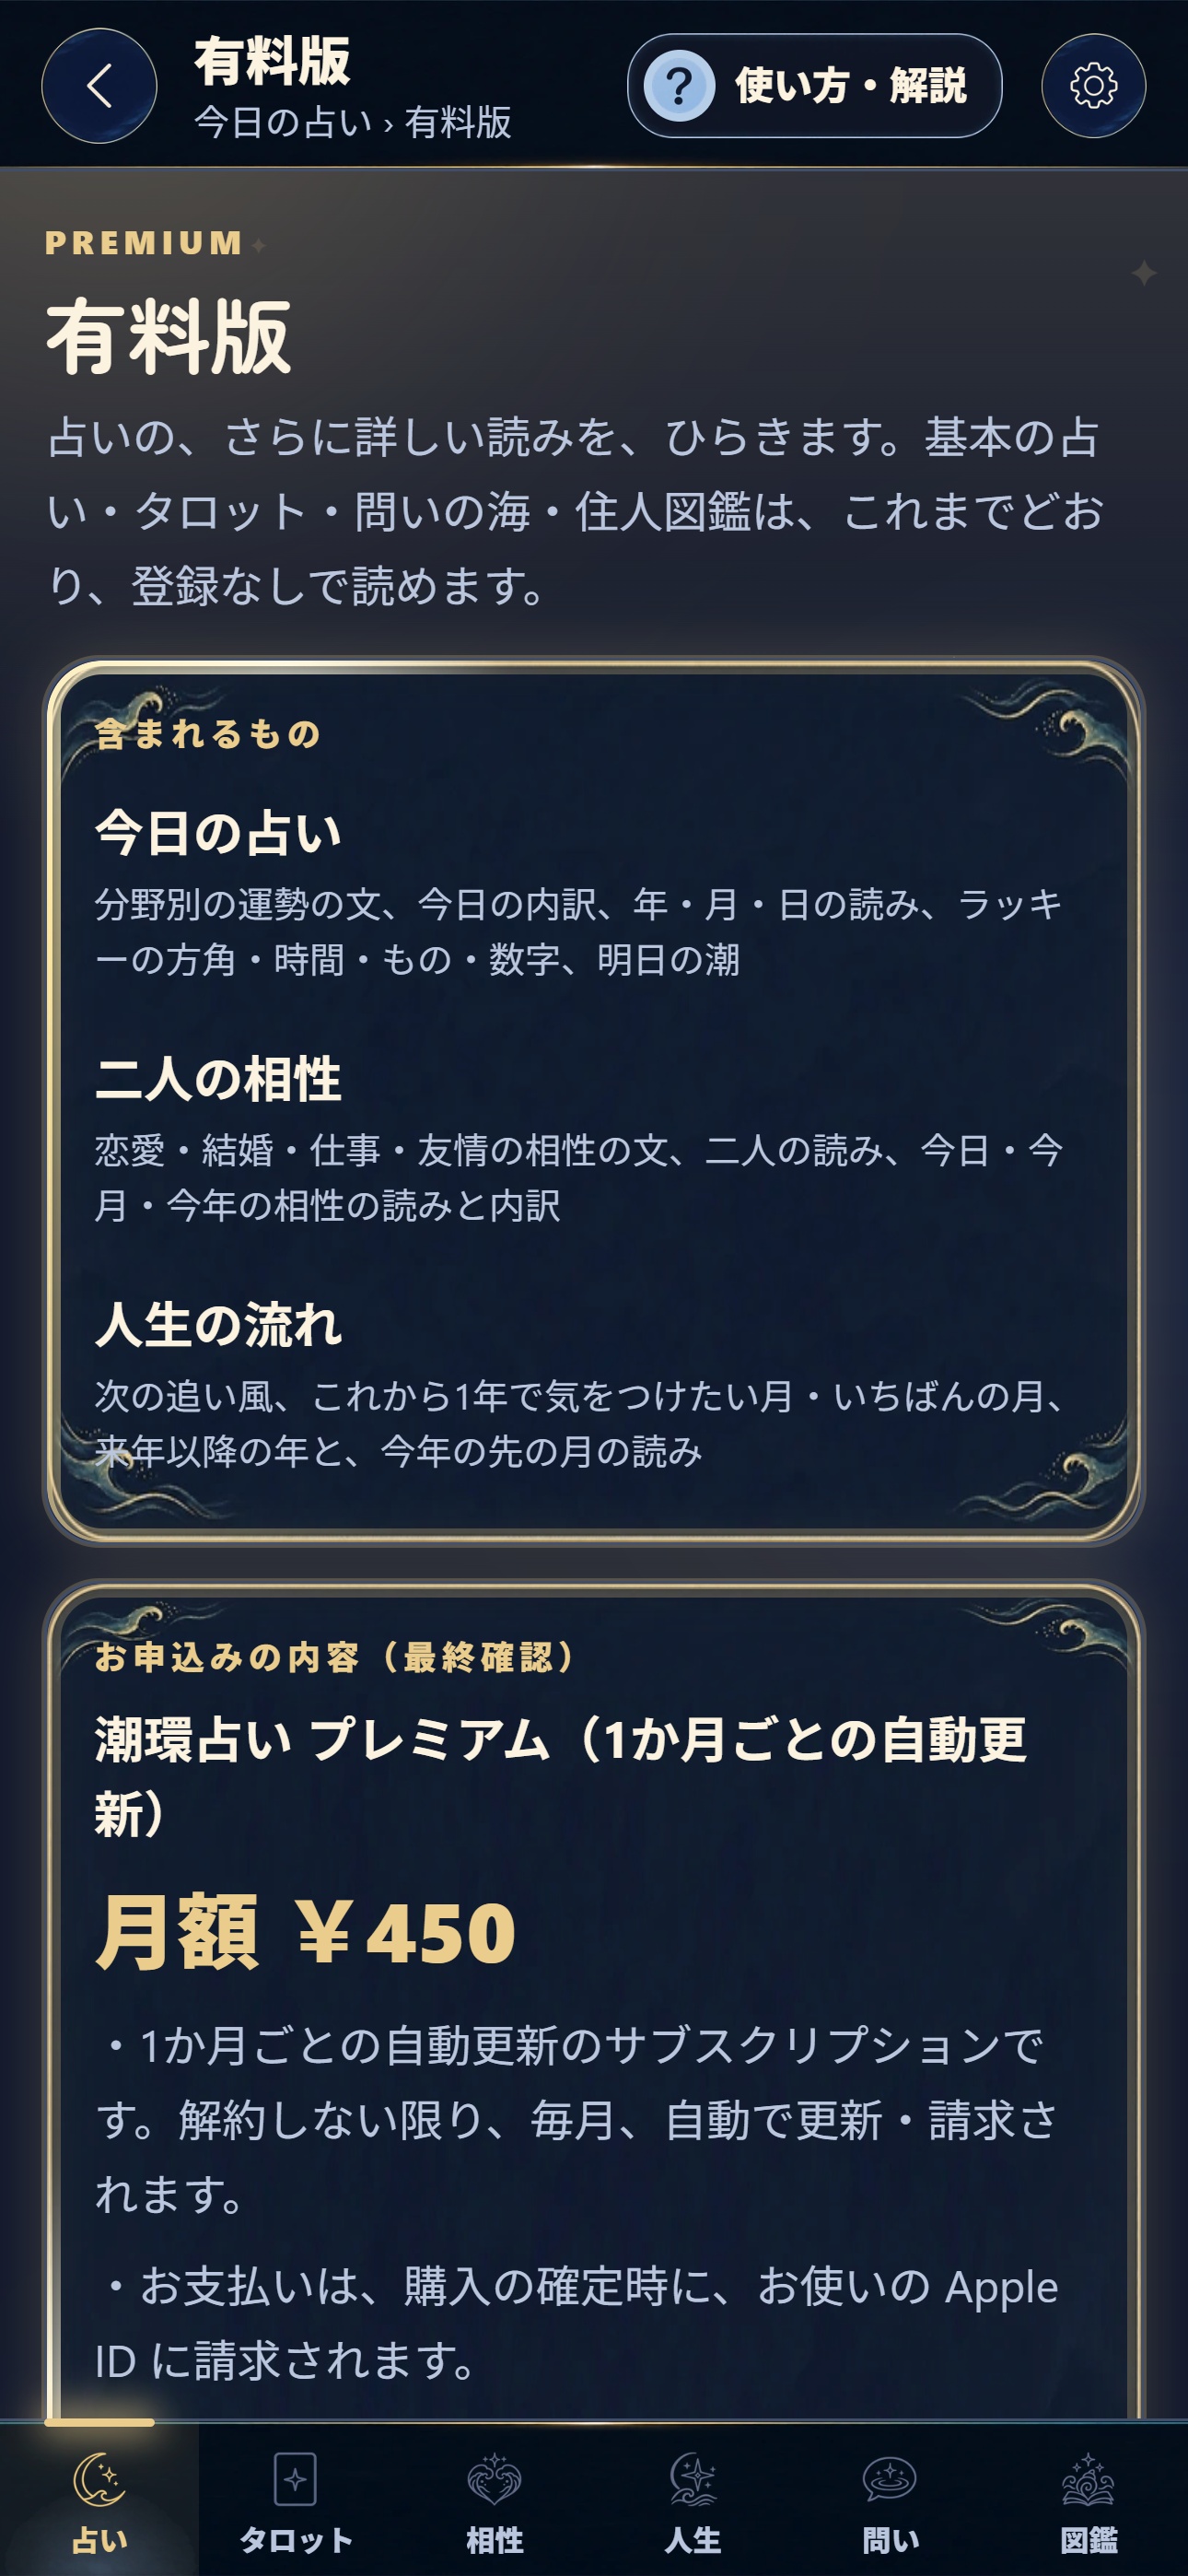 有料版
今日の占い › 有料版
? 使い方・解説
PREMIUM
有料版
占いの、さらに詳しい読みを、ひらきます。基本の占
い・タロット・問いの海・住人図鑑は、これまでどお
り、登録なしで読めます。
含まれるもの
今日の占い
分野別の運勢の文、今日の内訳、年・月・日の読み、ラッキ
ーの方角・時間・もの・数字、明日の潮
二人の相性
恋愛・結婚・仕事・友情の相性の文、二人の読み、今日・今
月・今年の相性の読みと内訳
人生の流れ
次の追い風、これから1年で気をつけたい月・いちばんの月、
来年以降の年と、今年の先の月の読み
お申込みの内容（最終確認）
潮環占い プレミアム（1か月ごとの自動更
新）
月額 ￥450
・1か月ごとの自動更新のサブスクリプションで
す。解約しない限り、毎月、自動で更新・請求さ
れます。
・お支払いは、購入の確定時に、お使いの Apple
ID に請求されます。
占い タロット 相性 人生 問い 図鑑